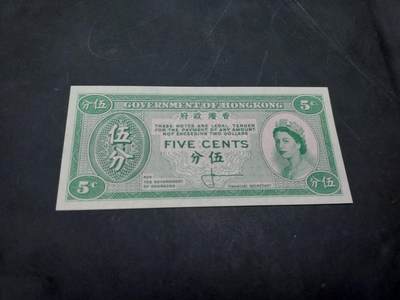 分伍 GOVERNMENT OF HONGKONG 5¢
府政港香
THESE NOTES ARE LEGAL TENDER
FOR THE PAYMENT OF ANY AMOUNT
NOT EXCEEDING TWO DOLLARS
伍分
FIVE CENTS
分伍
FOR
THE GOVERNMENT
OF HONGKONG
FINANCIAL SECRETARY
5¢ 分伍